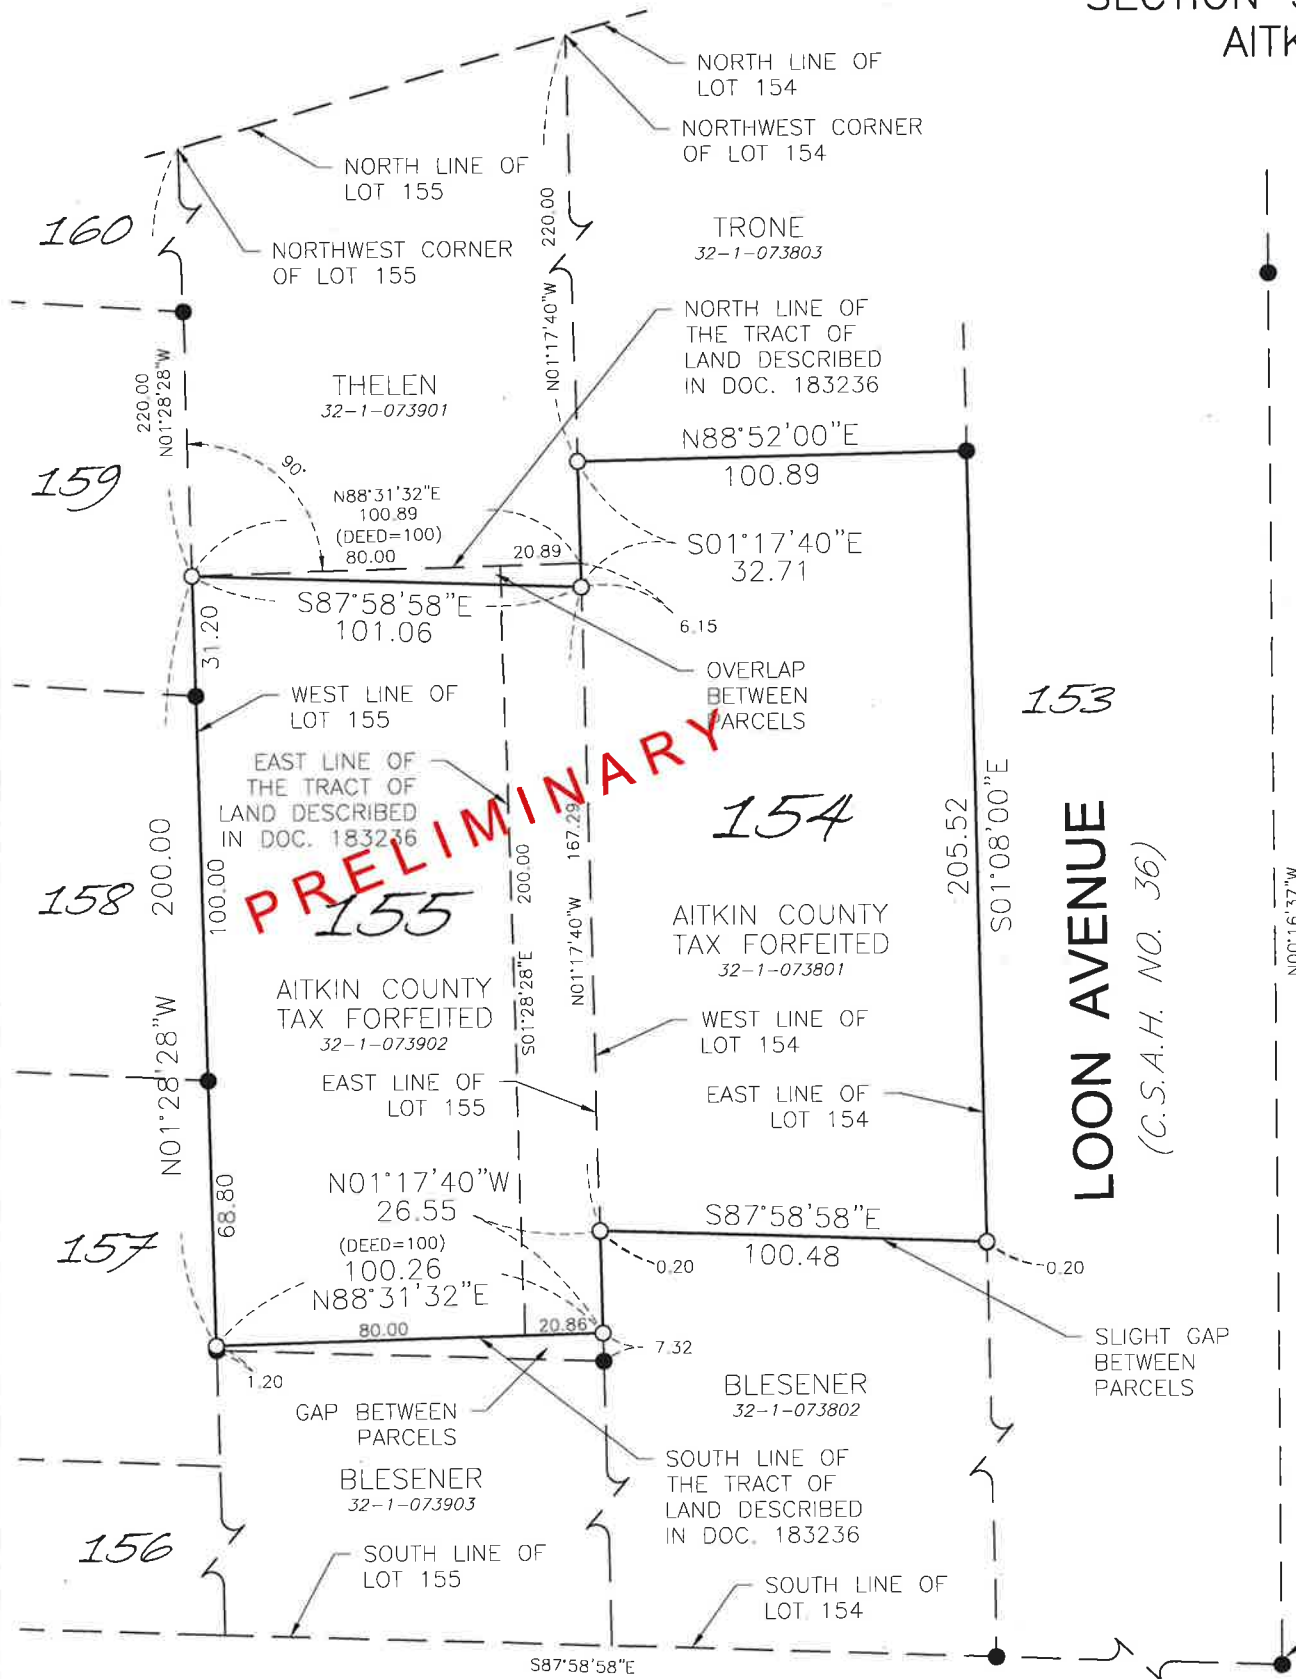 SECTION
AITK
NORTH LINE OF
LOT 154
NORTHWEST CORNER
OF LOT 154
NORTH LINE OF
LOT 155
NORTHWEST CORNER
OF LOT 155
160
220.00
N01°17'40"W
TRONE
32-1-073803
NORTH LINE OF
THE TRACT OF
LAND DESCRIBED
IN DOC. 183236
220.00
N01°28'28"W
THELEN
32-1-073901
159
90°
N88°31'32"E
100.89
(DEED=100)
80.00
20.89
N88°52'00"E
100.89
S01°17'40"E
32.71
S87°58'58"E
101.06
6.15
31.20
OVERLAP
BETWEEN
PARCELS
153
WEST LINE OF
LOT 155
EAST LINE OF
THE TRACT OF
LAND DESCRIBED
IN DOC. 183236
PRELIMINARY
154
155
158
200.00
N01°28'28"W
100.00
200.00
S01°28'28"E
167.29
N01°17'40"W
205.52
S01°08'00"E
LOON AVENUE
(C.S.A.H. NO. 36)
N00°16'37"W
AITKIN COUNTY
TAX FORFEITED
32-1-073801
AITKIN COUNTY
TAX FORFEITED
32-1-073902
WEST LINE OF
LOT 154
EAST LINE OF
LOT 155
EAST LINE OF
LOT 154
68.80
157
N01°17'40"W
26.55
(DEED=100)
100.26
N88°31'32"E
80.00
20.86
S87°58'58"E
100.48
0.20
0.20
7.32
1.20
SLIGHT GAP
BETWEEN
PARCELS
GAP BETWEEN
PARCELS
BLESENER
32-1-073802
BLESENER
32-1-073903
SOUTH LINE OF
THE TRACT OF
LAND DESCRIBED
IN DOC. 183236
156
SOUTH LINE OF
LOT 155
SOUTH LINE OF
LOT 154
S87°58'58"E